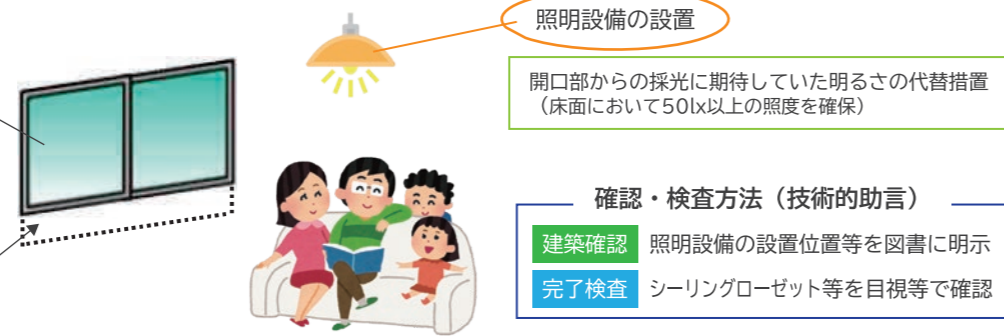 照明設備の設置
開口部からの採光に期待していた明るさの代替措置
（床面において50lx以上の照度を確保）
確認・検査方法（技術的助言）
建築確認 照明設備の設置位置等を図書に明示
完了検査 シーリングローゼット等を目視等で確認